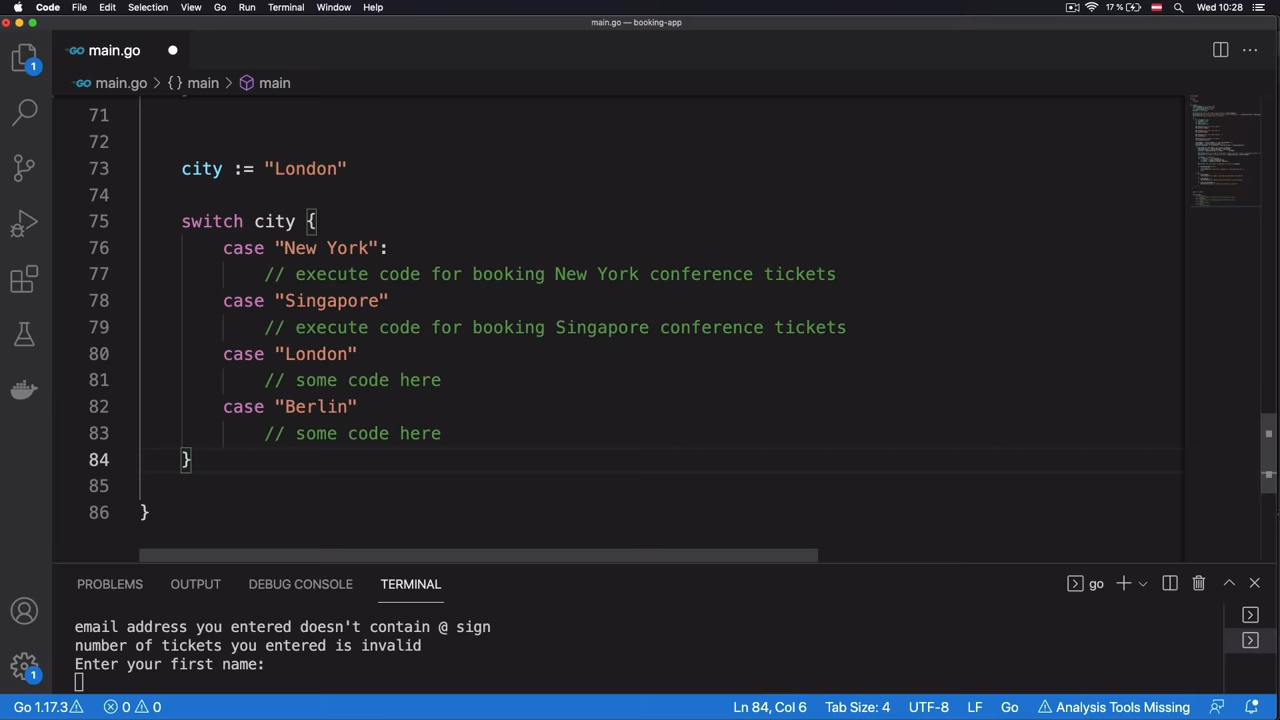 Code File Edit Selection View Go Run Terminal Window Help 17 % Wed 10:28
main.go — booking-app
GO main.go
GO main.go > { } main > main
71
72
73 city := "London"
74
75 switch city {
76 case "New York":
77 // execute code for booking New York conference tickets
78 case "Singapore"
79 // execute code for booking Singapore conference tickets
80 case "London"
81 // some code here
82 case "Berlin"
83 // some code here
84 }
85
86 }
PROBLEMS OUTPUT DEBUG CONSOLE TERMINAL go
email address you entered doesn't contain @ sign
number of tickets you entered is invalid
Enter your first name:
1
1
Go 1.17.3 0 0 Ln 84, Col 6 Tab Size: 4 UTF-8 LF Go Analysis Tools Missing